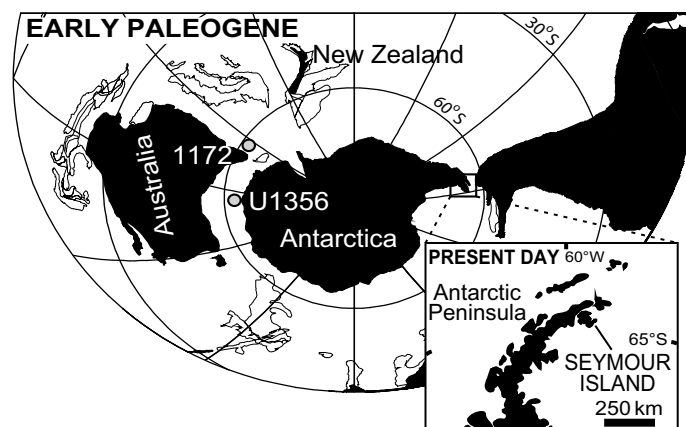 EARLY PALEOGENE
30°S
New Zealand
60°S
1172
Australia
U1356
Antarctica
PRESENT DAY
60°W
Antarctic
Peninsula
65°S
SEYMOUR
ISLAND
250 km